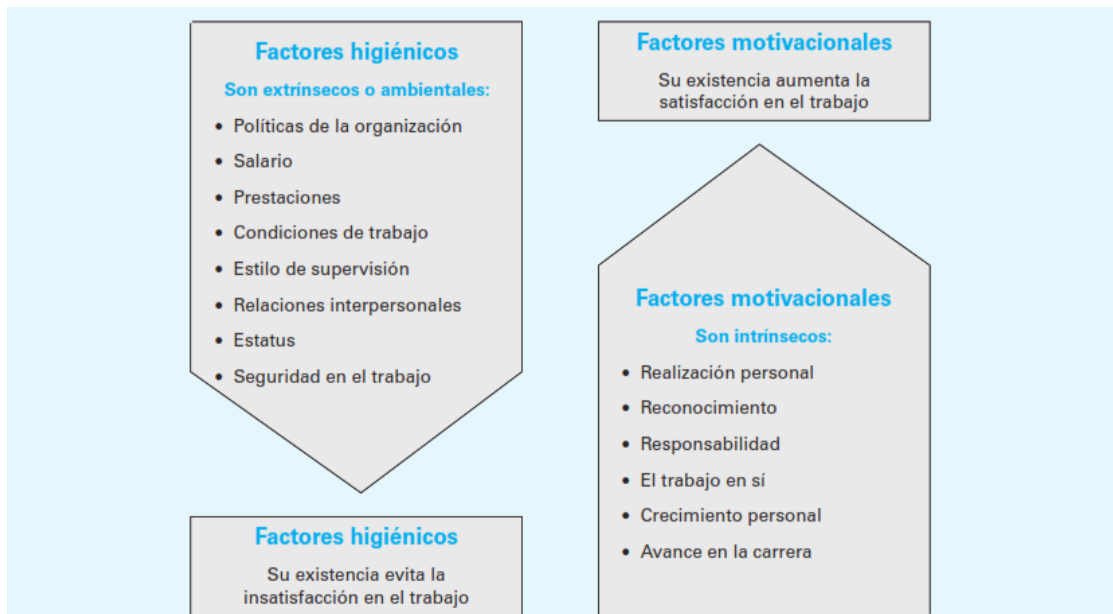 Factores higiénicos
Son extrínsecos o ambientales:
• Políticas de la organización
• Salario
• Prestaciones
• Condiciones de trabajo
• Estilo de supervisión
• Relaciones interpersonales
• Estatus
• Seguridad en el trabajo
Factores higiénicos
Su existencia evita la
insatisfacción en el trabajo
Factores motivacionales
Su existencia aumenta la
satisfacción en el trabajo
Factores motivacionales
Son intrínsecos:
• Realización personal
• Reconocimiento
• Responsabilidad
• El trabajo en sí
• Crecimiento personal
• Avance en la carrera